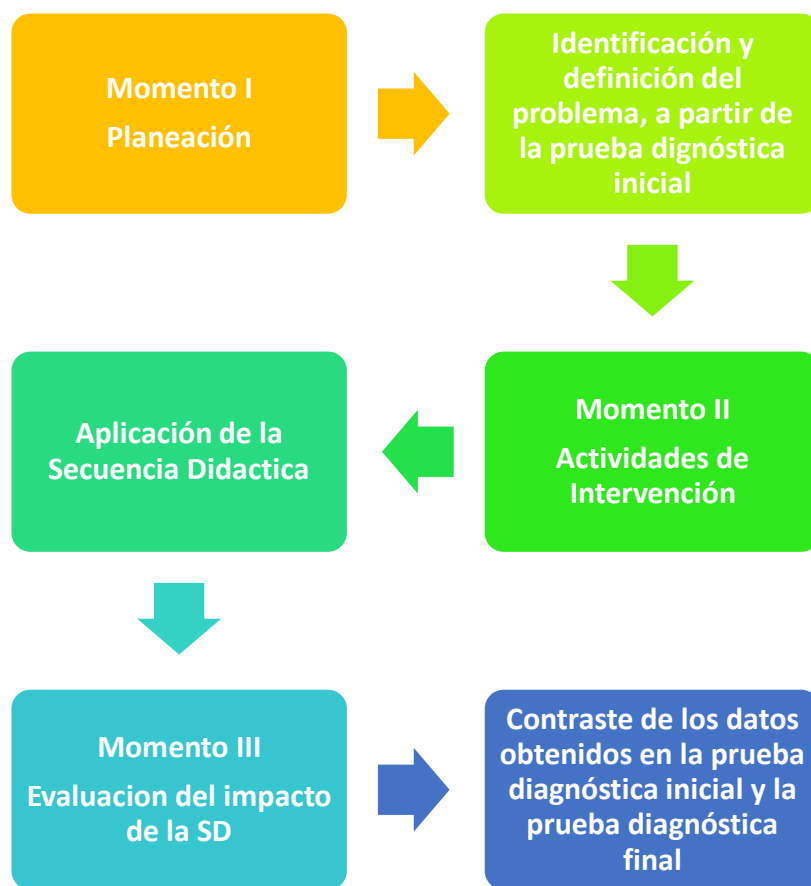 Momento I
Planeación
Identificación y
definición del
problema, a partir de
la prueba dignóstica
inicial
Momento II
Actividades de
Intervención
Aplicación de la
Secuencia Didactica
Momento III
Evaluacion del impacto
de la SD
Contraste de los datos
obtenidos en la prueba
diagnóstica inicial y la
prueba diagnóstica
final